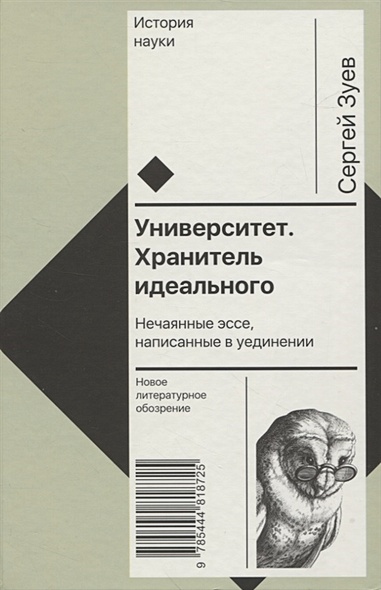 История
науки
Сергей Зуев
Университет.
Хранитель
идеального
Нечаянные эссе,
написанные в уединении
Новое
литературное
обозрение
9 785444 818725